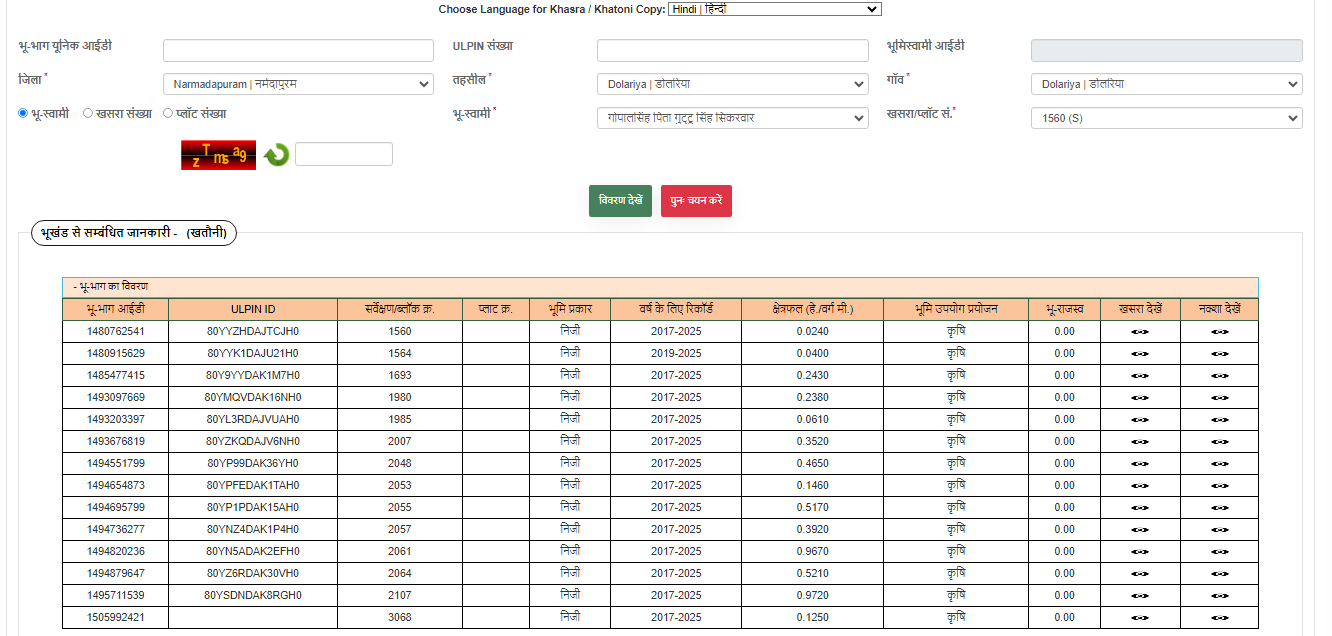 Choose Language for Khasra / Khatoni Copy: Hindi | हिन्दी
भू-भाग यूनिक आईडी ULPIN संख्या भूमिस्वामी आईडी
जिला * Narmadapuram | नर्मदापुरम तहसील * Dolariya | डोलरिया गाँव * Dolariya | डोलरिया
भू-स्वामी खसरा संख्या प्लॉट संख्या भू-स्वामी * गोपालसिंह पिता गुट्टू सिंह सिकरवार खसरा/प्लॉट सं.* 1560 (S)
z T m s a 9
विवरण देखें पुनः चयन करें
भूखंड से सम्बंधित जानकारी - (खतौनी)
- भू-भाग का विवरण
भू-भाग आईडी ULPIN ID सर्वेक्षण/ब्लॉक क्र. प्लाट क्र. भूमि प्रकार वर्ष के लिए रिकॉर्ड क्षेत्रफल (हे./वर्ग मी.) भूमि उपयोग प्रयोजन भू-राजस्व खसरा देखें नक्शा देखें
1480762541 80YYZHDAJTCJH0 1560 निजी 2017-2025 0.0240 कृषि 0.00
1480915629 80YYK1DAJU21H0 1564 निजी 2019-2025 0.0400 कृषि 0.00
1485477415 80Y9YYDAK1M7H0 1693 निजी 2017-2025 0.2430 कृषि 0.00
1493097669 80YMQVDAK16NH0 1980 निजी 2017-2025 0.2380 कृषि 0.00
1493203397 80YL3RDAJVUAH0 1985 निजी 2017-2025 0.0610 कृषि 0.00
1493676819 80YZKQDAJV6NH0 2007 निजी 2017-2025 0.3520 कृषि 0.00
1494551799 80YP99DAK36YH0 2048 निजी 2017-2025 0.4650 कृषि 0.00
1494654873 80YPFEDAK1TAH0 2053 निजी 2017-2025 0.1460 कृषि 0.00
1494695799 80YP1PDAK15AH0 2055 निजी 2017-2025 0.5170 कृषि 0.00
1494736277 80YNZ4DAK1P4H0 2057 निजी 2017-2025 0.3920 कृषि 0.00
1494820236 80YN5ADAK2EFH0 2061 निजी 2017-2025 0.9670 कृषि 0.00
1494879647 80YZ6RDAK30VH0 2064 निजी 2017-2025 0.5210 कृषि 0.00
1495711539 80YSDNDAK8RGH0 2107 निजी 2017-2025 0.9720 कृषि 0.00
1505992421 3068 निजी 2017-2025 0.1250 कृषि 0.00